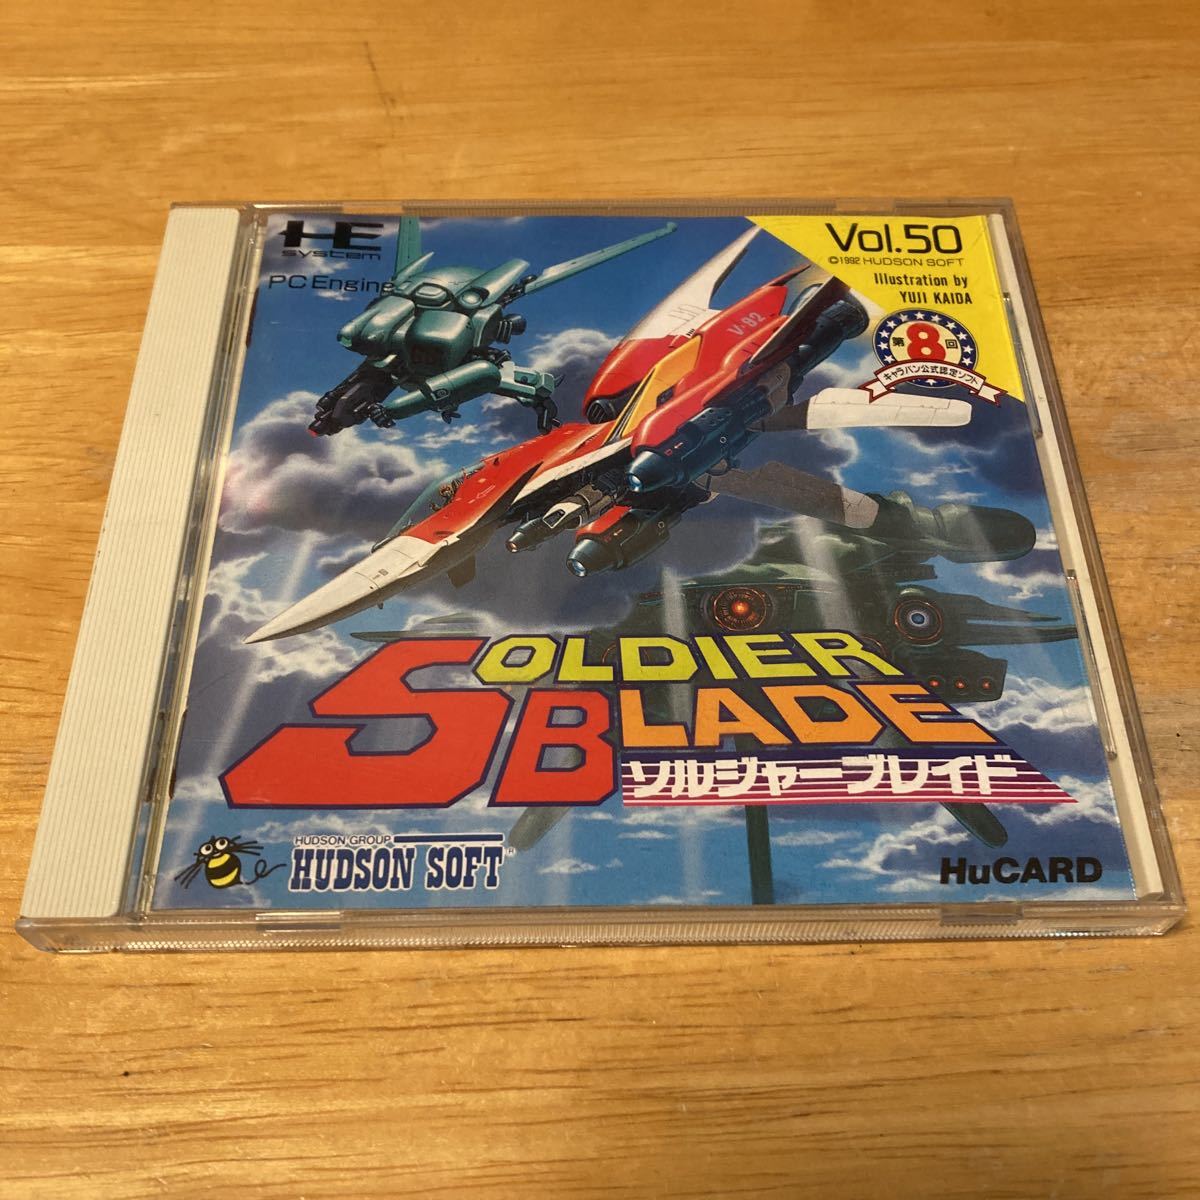 HE
system
PC Engine
Vol.50
©1992 HUDSON SOFT
Illustration by
YUJI KAIDA
第8回
キャラバン公式認定ソフト
V-92
SOLDIER
BLADE
ソルジャーブレイド
HUDSON GROUP
HUDSON SOFT®
HuCARD